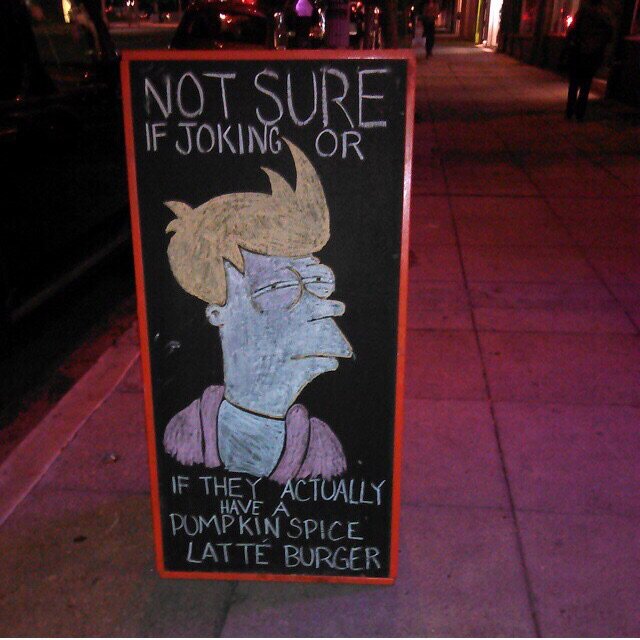 NOT SURE
IF JOKING OR
IF THEY ACTUALLY
HAVE A
PUMPKIN SPICE
LATTÉ BURGER